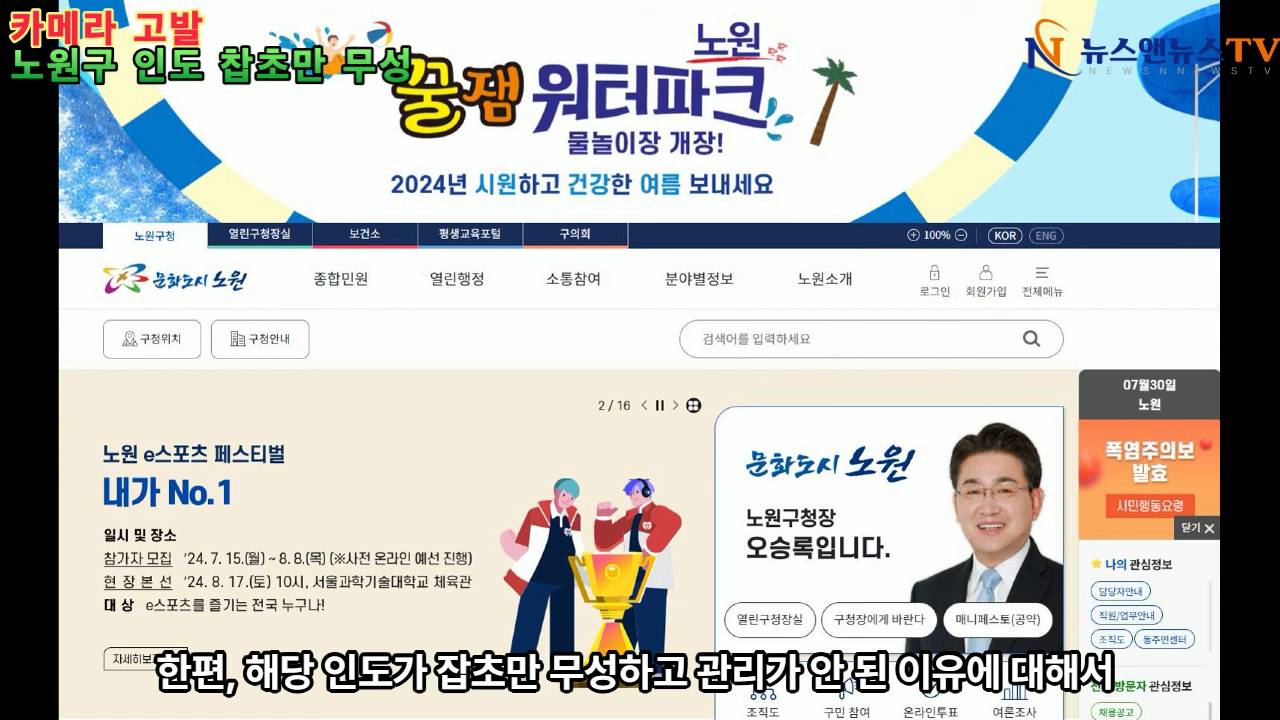 카메라 고발
노원구 인도 찹초만 무성
뉴스앤뉴스TV
NEWSNNEWSTV
노원
꿀잼 워터파크
물놀이장 개장!
2024년 시원하고 건강한 여름 보내세요
노원구청 열린구청장실 보건소 평생교육포털 구의회 100% KOR ENG
문화도시 노원 종합민원 열린행정 소통참여 분야별정보 노원소개 로그인 회원가입 전체메뉴
구청위치 구청안내 검색어를 입력하세요
07월30일
노원
2 / 16
폭염주의보
발효
시민행동요령
닫기
노원 e스포츠 페스티벌
내가 No.1
일시 및 장소
참가자 모집 '24. 7. 15.(월) ~ 8. 8.(목) (※사전 온라인 예선 진행)
현 장 본 선 '24. 8. 17.(토) 10시, 서울과학기술대학교 체육관
대 상 e스포츠를 즐기는 전국 누구나!
자세히보
문화도시 노원
노원구청장
오승록입니다.
열린구청장실 구청장에게 바란다 매니페스토(공약)
나의 관심정보
담당자안내
직원/업무안내
조직도 동주민센터
방문자 관심정보
채용공고
조직도 구민 참여 온라인투표 여론조사
한편, 해당 인도가 잡초만 무성하고 관리가 안 된 이유에 대해서